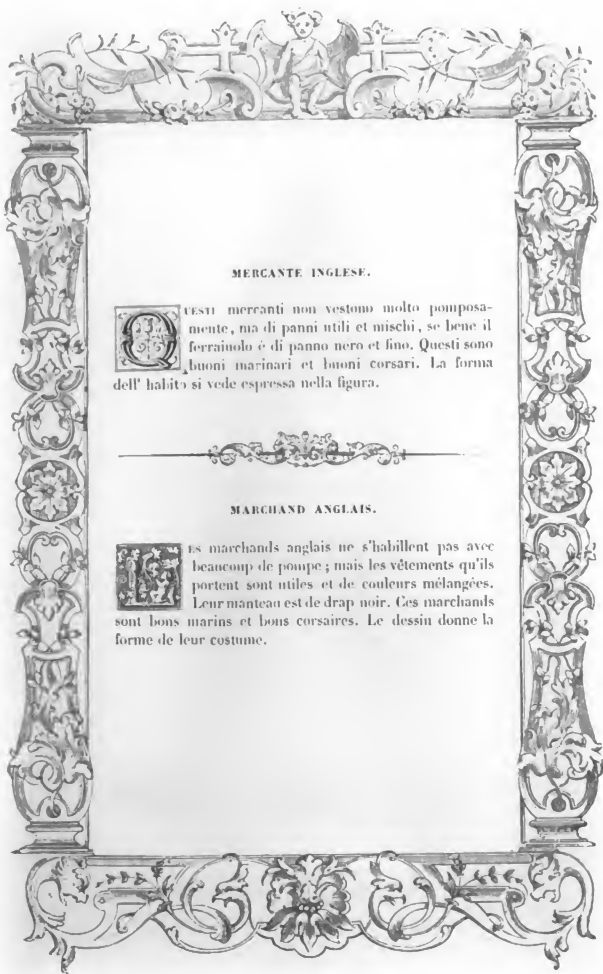 MERCANTE INGLESE.
QUESTI mercanti non vestono molto pomposa-
mente, ma di panni utili et mischi, se bene il
ferraiuolo è di panno nero et fino. Questi sono
buoni marinari et buoni corsari. La forma
dell' habito si vede espressa nella figura.
MARCHAND ANGLAIS.
LES marchands anglais ne s'habillent pas avec
beaucoup de pompe; mais les vêtements qu'ils
portent sont utiles et de couleurs mélangées.
Leur manteau est de drap noir. Ces marchands
sont bons marins et bons corsaires. Le dessin donne la
forme de leur costume.